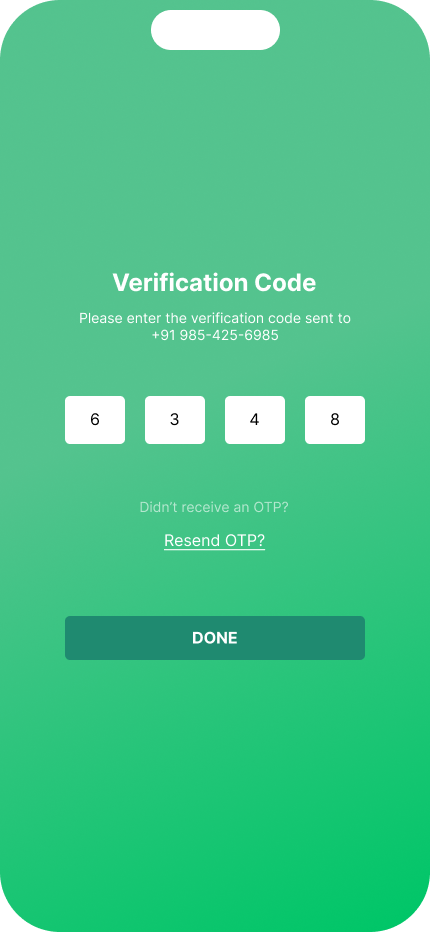 Verification Code
Please enter the verification code sent to
+91 985-425-6985
6 3 4 8
Didn't receive an OTP?
Resend OTP?
DONE